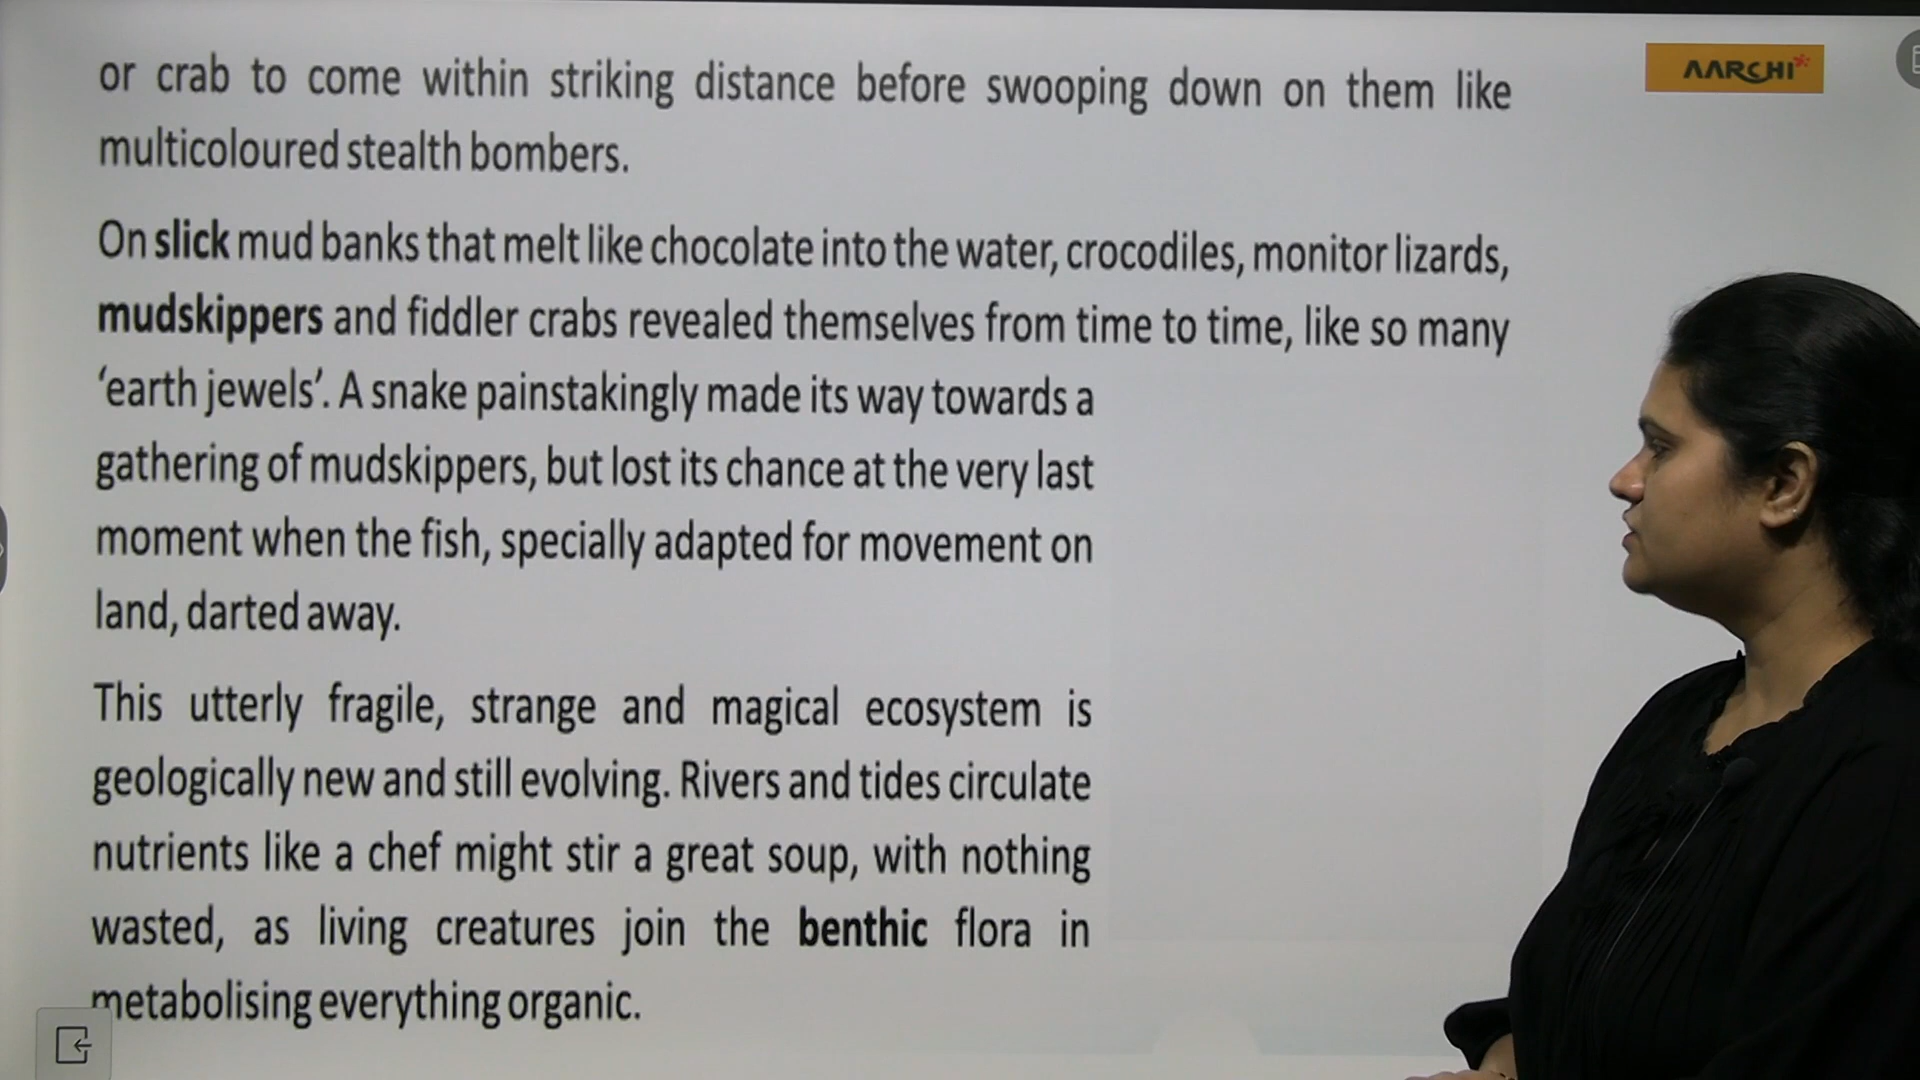 or crab to come within striking distance before swooping down on them like
multicoloured stealth bombers.
On slick mud banks that melt like chocolate into the water, crocodiles, monitor lizards,
mudskippers and fiddler crabs revealed themselves from time to time, like so many
‘earth jewels’. A snake painstakingly made its way towards a
gathering of mudskippers, but lost its chance at the very last
moment when the fish, specially adapted for movement on
land, darted away.
This utterly fragile, strange and magical ecosystem is
geologically new and still evolving. Rivers and tides circulate
nutrients like a chef might stir a great soup, with nothing
wasted, as living creatures join the benthic flora in
metabolising everything organic.
AARCHI